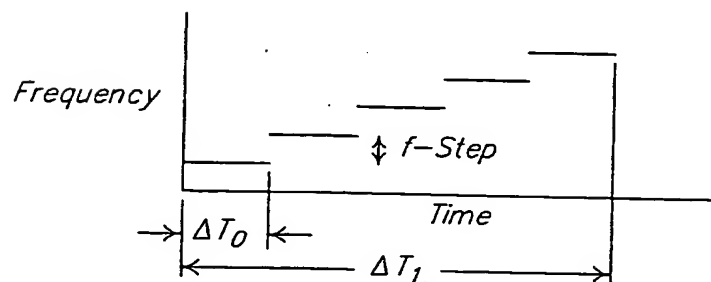 Frequency
f-Step
Time
ΔT₀
ΔT₁